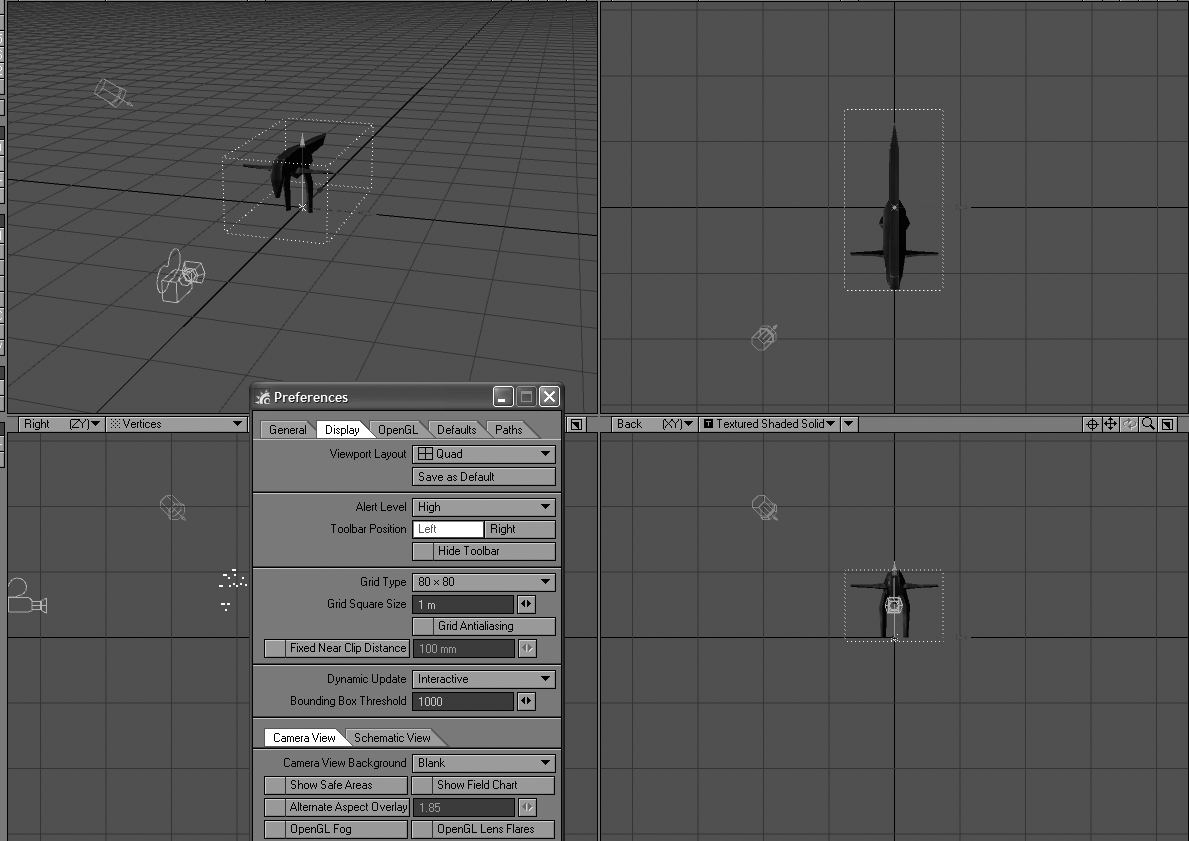 Preferences
Right (ZY) Vertices
Back (XY) T Textured Shaded Solid
General Display OpenGL Defaults Paths
Viewport Layout Quad
Save as Default
Alert Level High
Toolbar Position Left Right
Hide Toolbar
Grid Type 80 × 80
Grid Square Size 1 m
Grid Antialiasing
Fixed Near Clip Distance 100 mm
Dynamic Update Interactive
Bounding Box Threshold 1000
Camera View Schematic View
Camera View Background Blank
Show Safe Areas Show Field Chart
Alternate Aspect Overlay 1.85
OpenGL Fog OpenGL Lens Flares